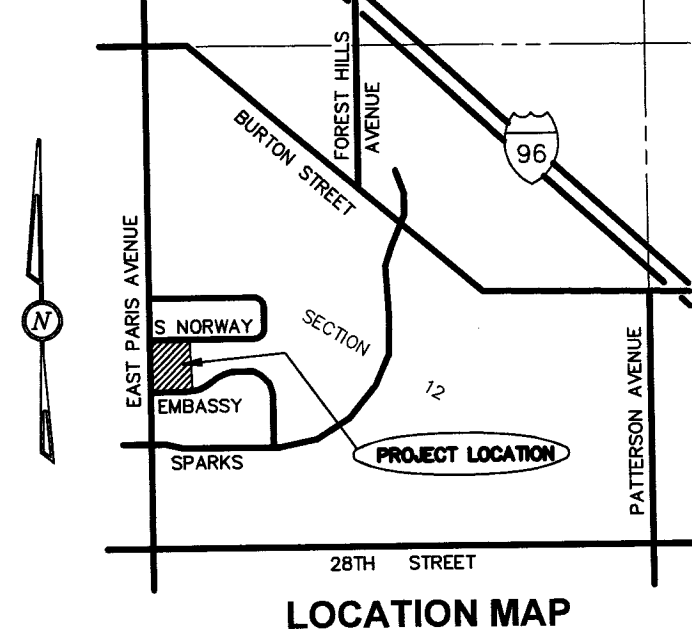 FOREST HILLS
AVENUE
BURTON STREET
96
EAST PARIS AVENUE
N
S NORWAY
SECTION
12
EMBASSY
PROJECT LOCATION
SPARKS
PATTERSON AVENUE
28TH STREET
LOCATION MAP